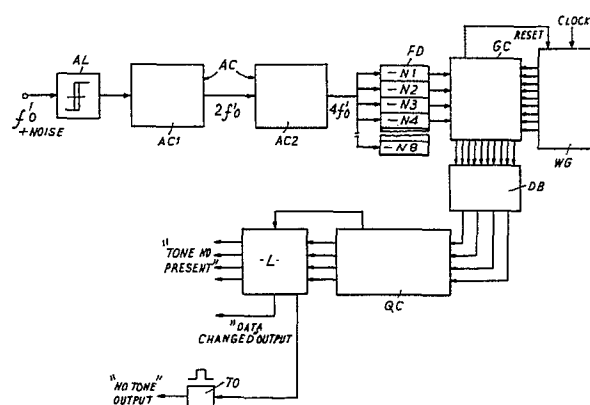 CLOCK
RESET
FD
GC
AL
AC
÷N1
÷N2
÷N3
÷N4
÷N8
f'0
+NOISE
2f'0
4f'0
AC1
AC2
WG
DB
"TONE NO
PRESENT"
-L-
QC
"DATA
CHANGED" OUTPUT
"NO TONE"
OUTPUT
TO